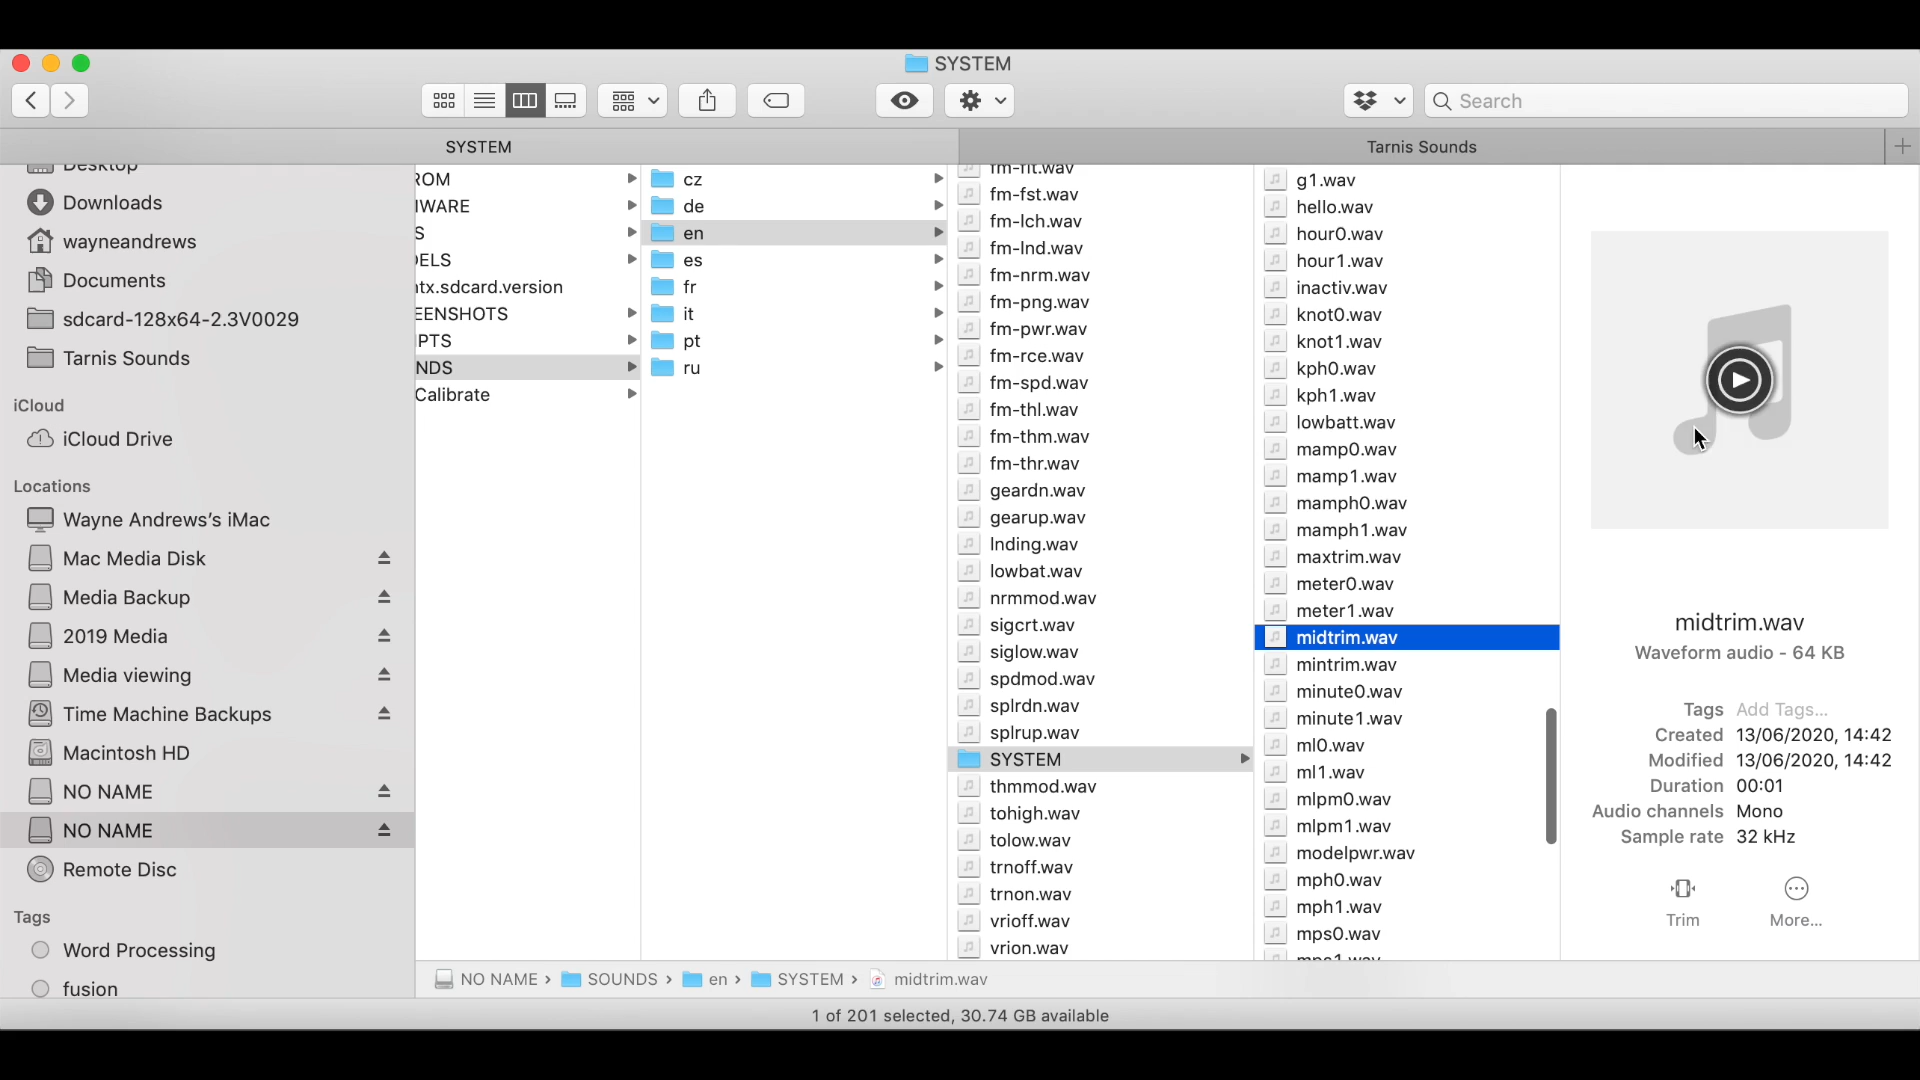 SYSTEM
Search
SYSTEM
Tarnis Sounds
Desktop
Downloads
wayneandrews
Documents
sdcard-128x64-2.3V0029
Tarnis Sounds
iCloud
iCloud Drive
Locations
Wayne Andrews's iMac
Mac Media Disk
Media Backup
2019 Media
Media viewing
Time Machine Backups
Macintosh HD
NO NAME
NO NAME
Remote Disc
Tags
Word Processing
fusion
ROM
WARE
S
ELS
tx.sdcard.version
EENSHOTS
PTS
NDS
Calibrate
cz
de
en
es
fr
it
pt
ru
fm-fst.wav
fm-lch.wav
fm-lnd.wav
fm-nrm.wav
fm-png.wav
fm-pwr.wav
fm-rce.wav
fm-spd.wav
fm-thl.wav
fm-thm.wav
fm-thr.wav
geardn.wav
gearup.wav
lnding.wav
lowbat.wav
nrmmod.wav
sigcrt.wav
siglow.wav
spdmod.wav
splrdn.wav
splrup.wav
SYSTEM
thmmod.wav
tohigh.wav
tolow.wav
trnoff.wav
trnon.wav
vrioff.wav
vrion.wav
g1.wav
hello.wav
hour0.wav
hour1.wav
inactiv.wav
knot0.wav
knot1.wav
kph0.wav
kph1.wav
lowbatt.wav
mamp0.wav
mamp1.wav
mamph0.wav
mamph1.wav
maxtrim.wav
meter0.wav
meter1.wav
midtrim.wav
mintrim.wav
minute0.wav
minute1.wav
ml0.wav
ml1.wav
mlpm0.wav
mlpm1.wav
modelpwr.wav
mph0.wav
mph1.wav
mps0.wav
mps1.wav
midtrim.wav
Waveform audio - 64 KB
Tags Add Tags...
Created 13/06/2020, 14:42
Modified 13/06/2020, 14:42
Duration 00:01
Audio channels Mono
Sample rate 32 kHz
Trim More...
NO NAME › SOUNDS › en › SYSTEM › midtrim.wav
1 of 201 selected, 30.74 GB available